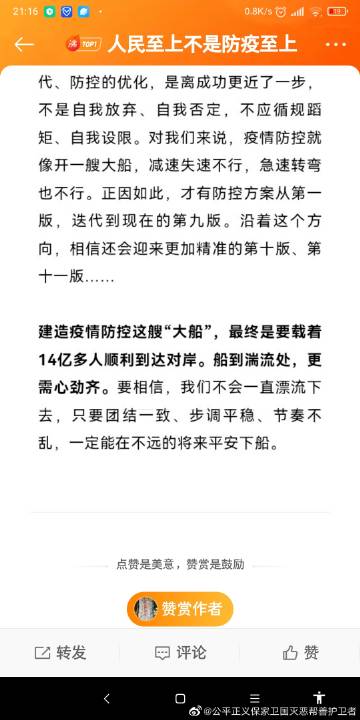 21:16
0.8K/s
39
沸 TOP1
人民至上不是防疫至上
代、防控的优化，是离成功更近了一步，
不是自我放弃、自我否定，不应循规蹈
矩、自我设限。对我们来说，疫情防控就
像开一艘大船，减速失速不行，急速转弯
也不行。正因如此，才有防控方案从第一
版，迭代到现在的第九版。沿着这个方
向，相信还会迎来更加精准的第十版、第
十一版……
建造疫情防控这艘“大船”，最终是要载着
14亿多人顺利到达对岸。船到湍流处，更
需心劲齐。要相信，我们不会一直漂流下
去，只要团结一致、步调平稳、节奏不
乱，一定能在不远的将来平安下船。
点赞是美意，赞赏是鼓励
赞赏作者
转发
评论
赞
@公平正义保家卫国灭恶帮善护卫者